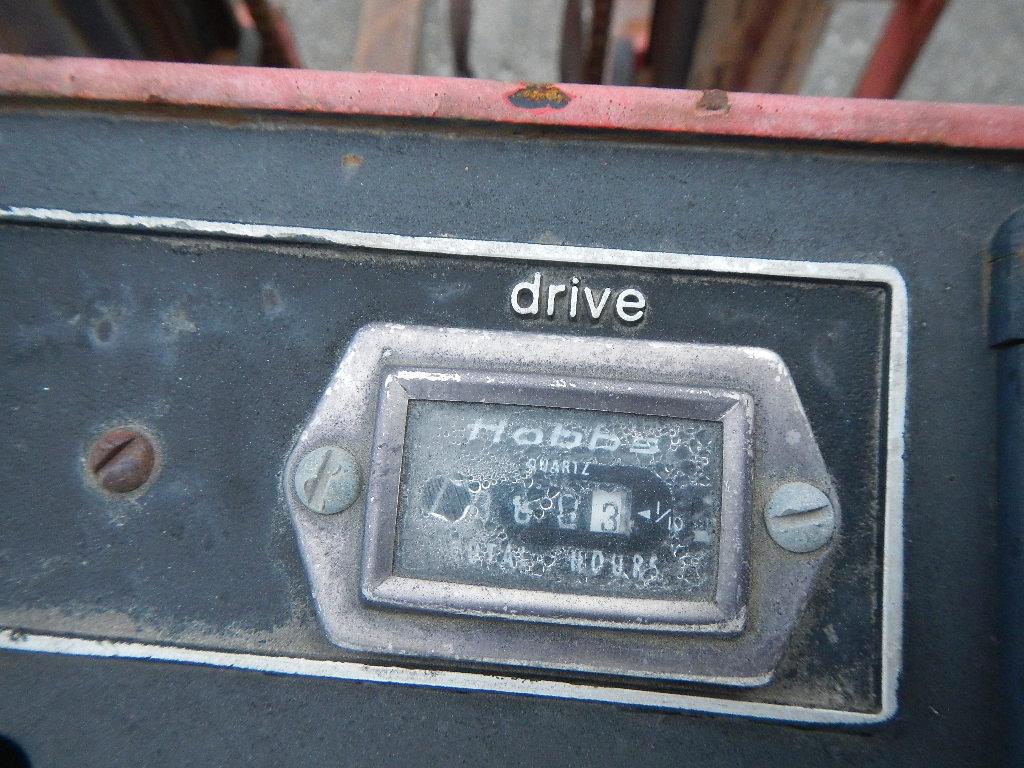 drive
Hobbs
QUARTZ
3 ◄ 1/10
TOTAL HOURS